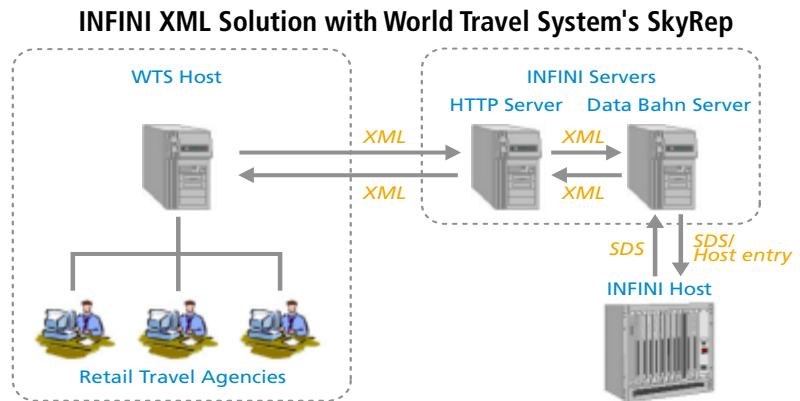 INFINI XML Solution with World Travel System's SkyRep
WTS Host
INFINI Servers
HTTP Server
Data Bahn Server
XML
XML
XML
XML
SDS
SDS/
Host entry
INFINI Host
Retail Travel Agencies